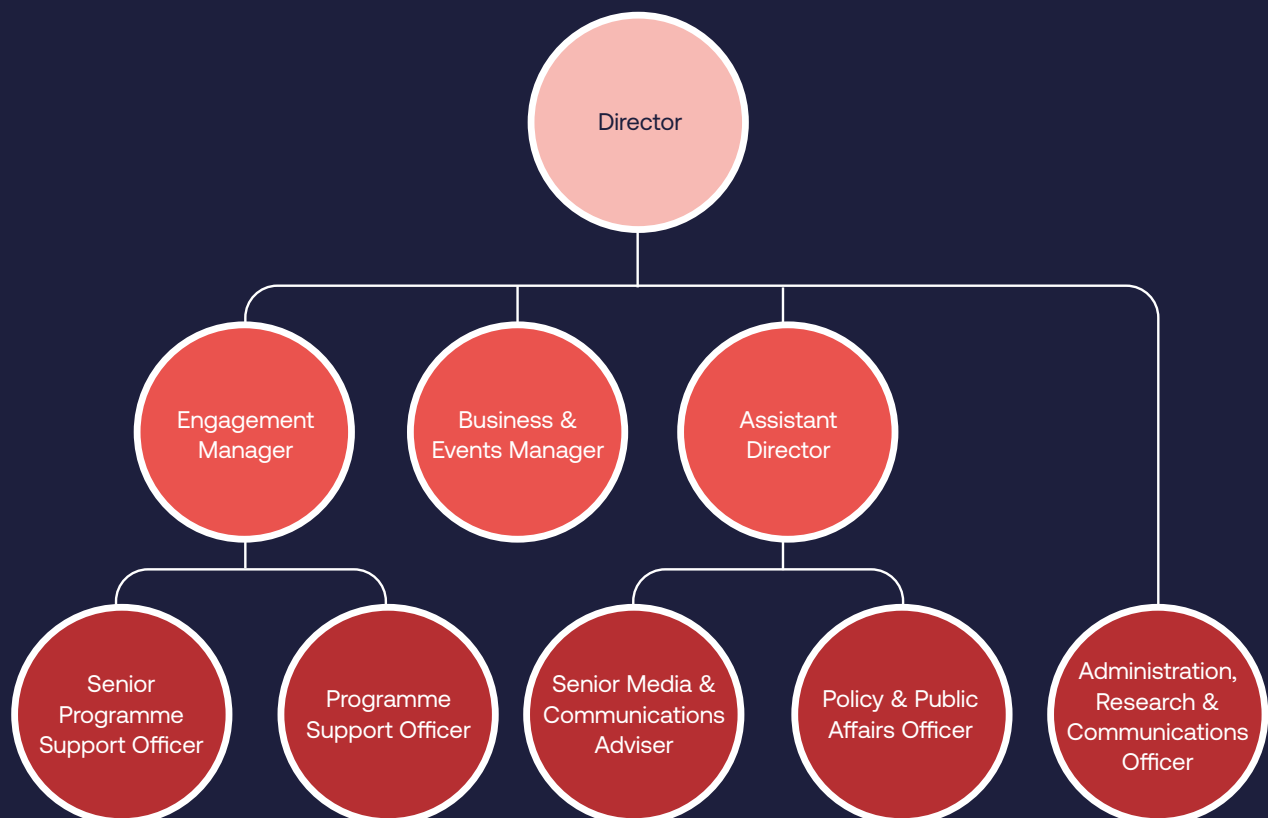 Director
Engagement
Manager
Business &
Events Manager
Assistant
Director
Senior
Programme
Support Officer
Programme
Support Officer
Senior Media &
Communications
Adviser
Policy & Public
Affairs Officer
Administration,
Research &
Communications
Officer